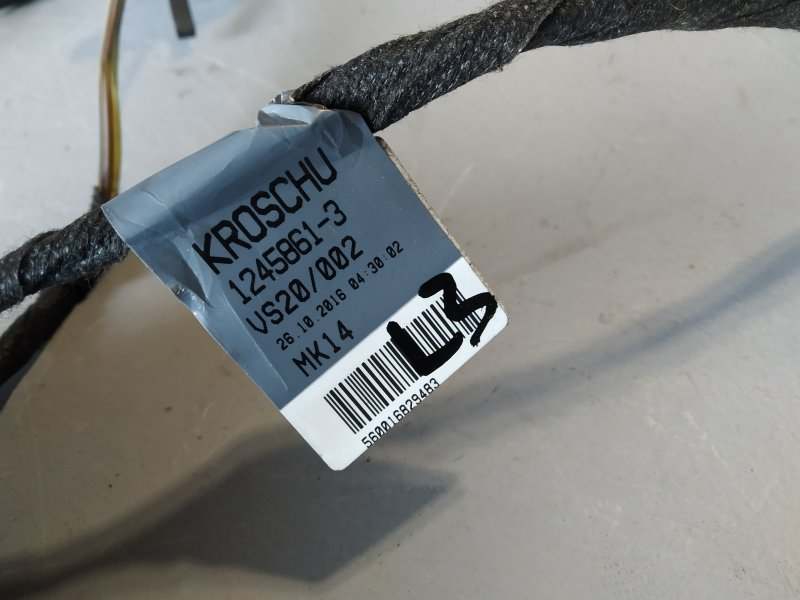 KROSCHU
1245861-3
VS20/002
26.10.2016 04:30:02
MK14
L3
560016829483